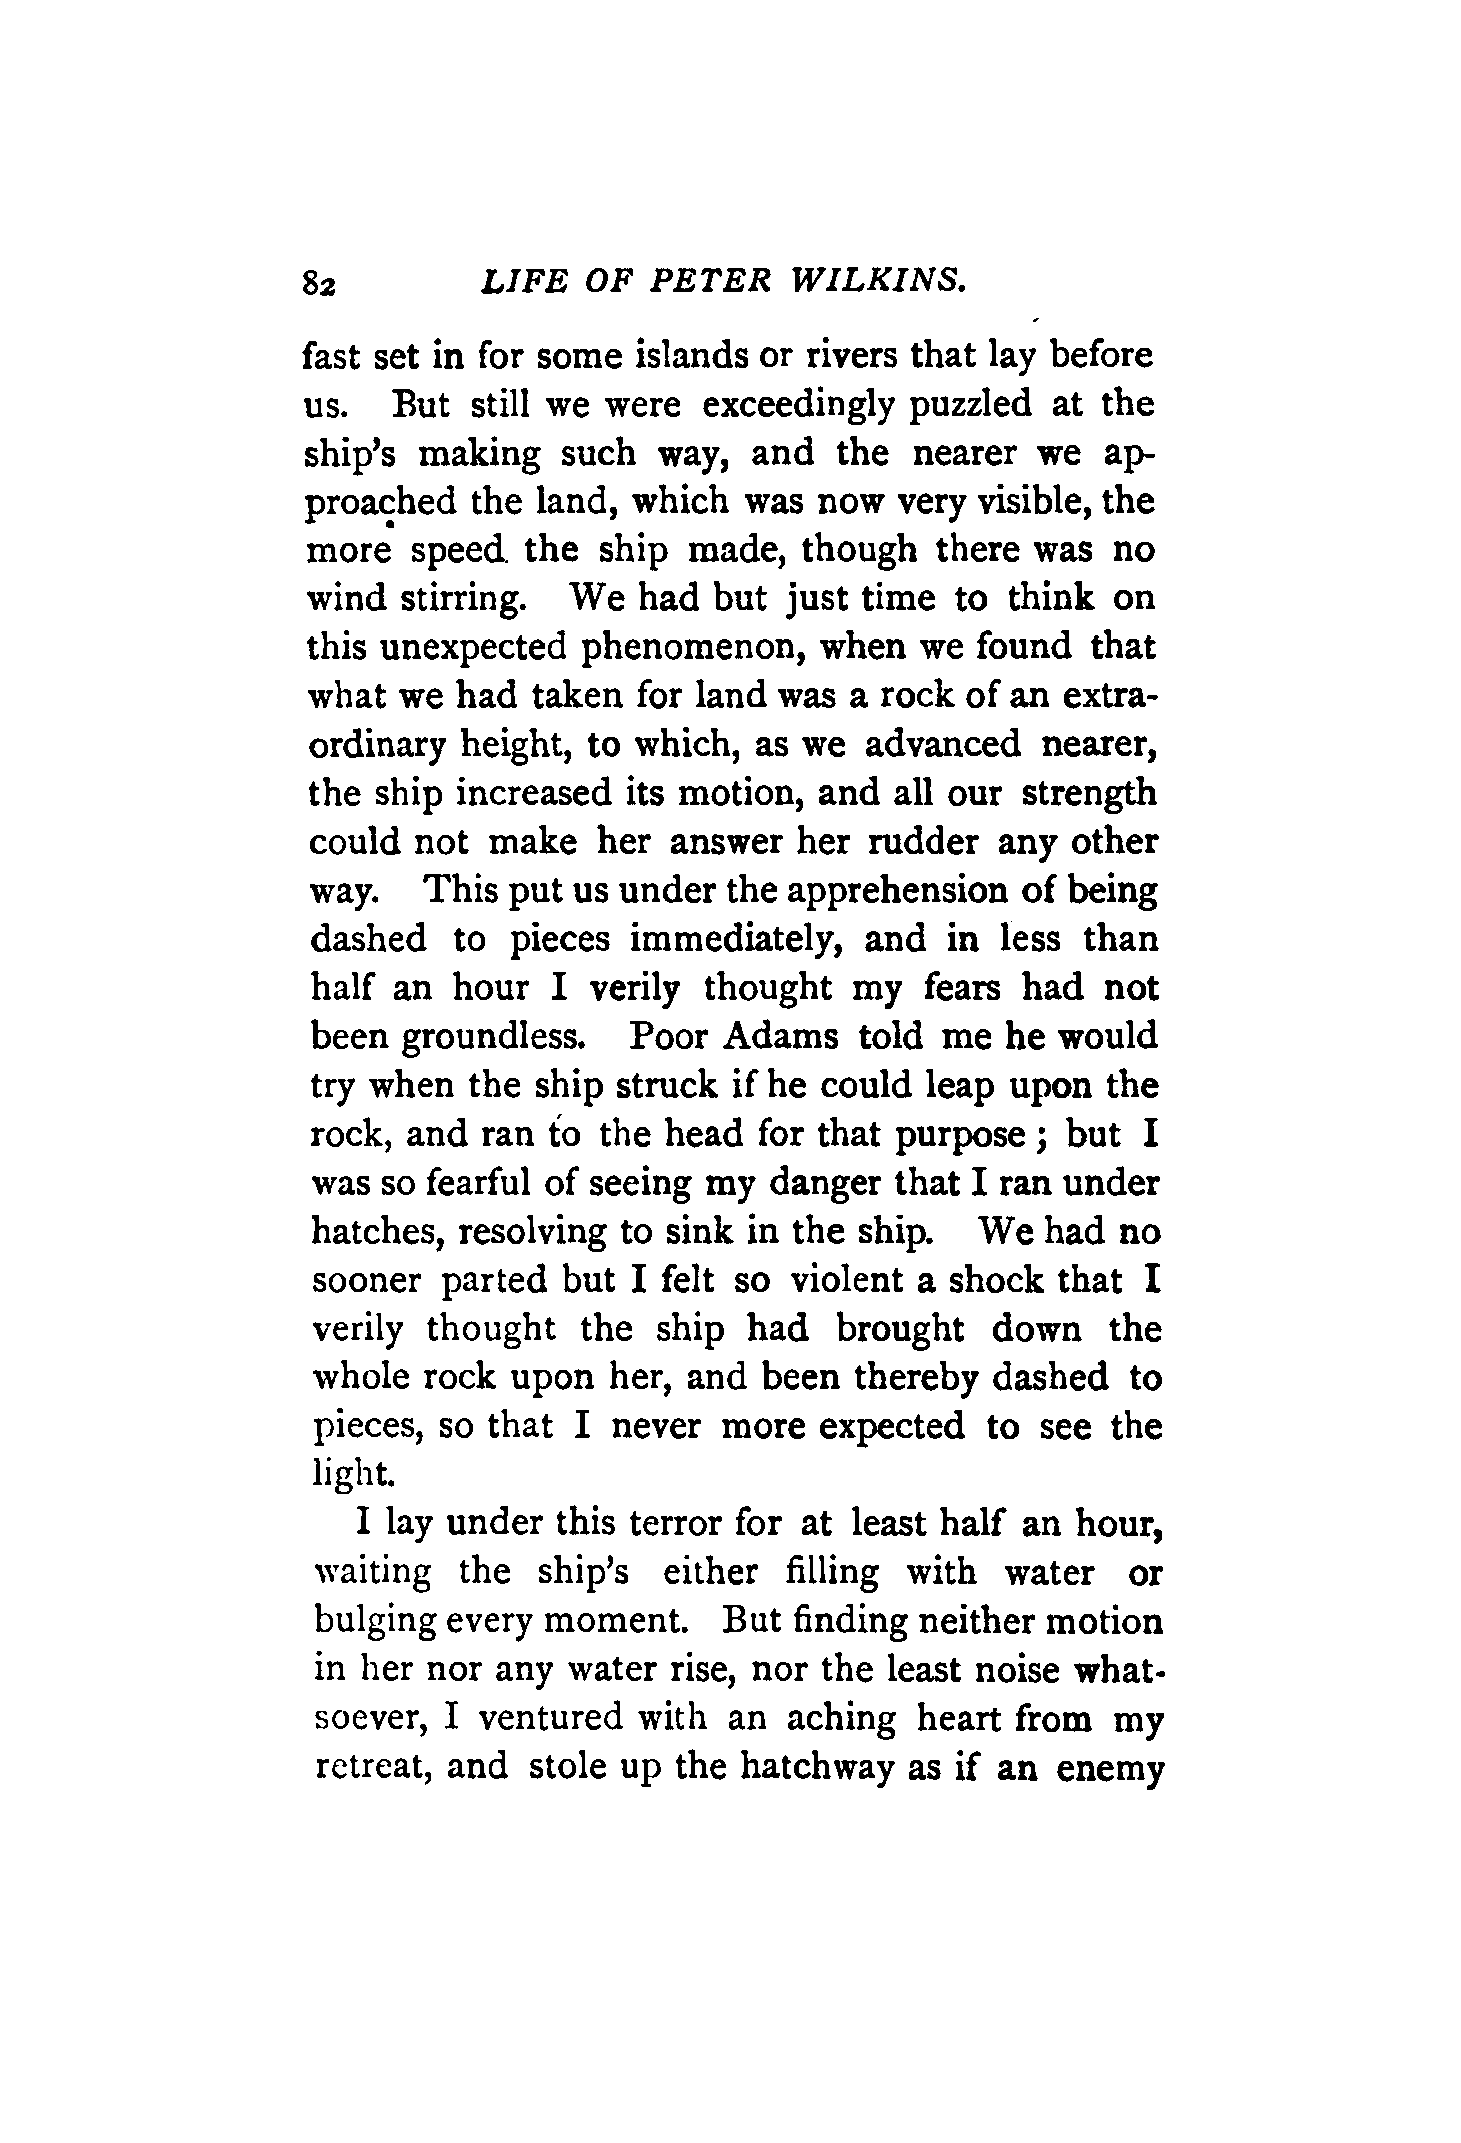 82 LIFE OF PETER WILKINS.
fast set in for some islands or rivers that lay before
us. But still we were exceedingly puzzled at the
ship's making such way, and the nearer we ap-
proached the land, which was now very visible, the
more speed the ship made, though there was no
wind stirring. We had but just time to think on
this unexpected phenomenon, when we found that
what we had taken for land was a rock of an extra-
ordinary height, to which, as we advanced nearer,
the ship increased its motion, and all our strength
could not make her answer her rudder any other
way. This put us under the apprehension of being
dashed to pieces immediately, and in less than
half an hour I verily thought my fears had not
been groundless. Poor Adams told me he would
try when the ship struck if he could leap upon the
rock, and ran to the head for that purpose ; but I
was so fearful of seeing my danger that I ran under
hatches, resolving to sink in the ship. We had no
sooner parted but I felt so violent a shock that I
verily thought the ship had brought down the
whole rock upon her, and been thereby dashed to
pieces, so that I never more expected to see the
light.
I lay under this terror for at least half an hour,
waiting the ship's either filling with water or
bulging every moment. But finding neither motion
in her nor any water rise, nor the least noise what-
soever, I ventured with an aching heart from my
retreat, and stole up the hatchway as if an enemy